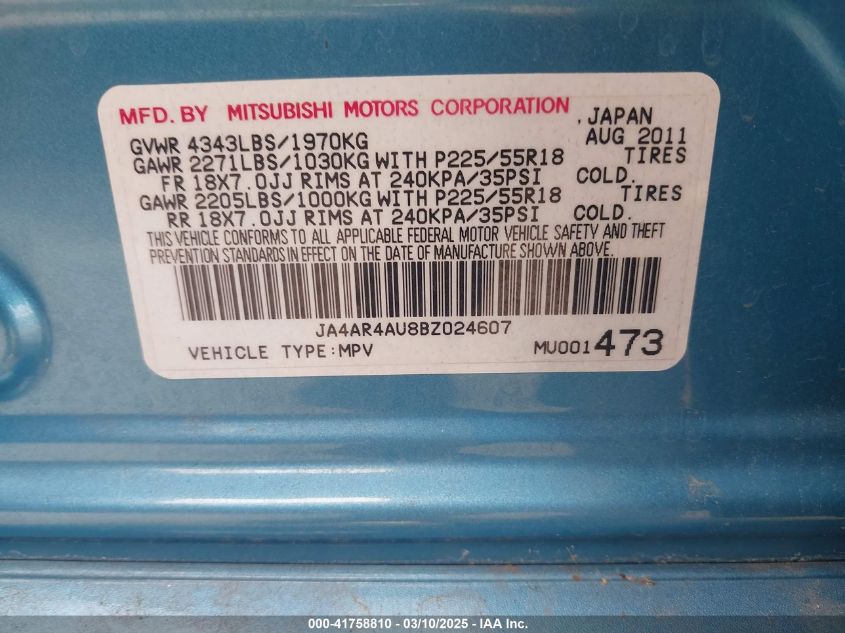 MFD. BY MITSUBISHI MOTORS CORPORATION , JAPAN
GVWR 4343LBS/1970KG AUG 2011
GAWR 2271LBS/1030KG WITH P225/55R18 TIRES
FR 18X7.0JJ RIMS AT 240KPA/35PSI COLD.
GAWR 2205LBS/1000KG WITH P225/55R18 TIRES
RR 18X7.0JJ RIMS AT 240KPA/35PSI COLD.
THIS VEHICLE CONFORMS TO ALL APPLICABLE FEDERAL MOTOR VEHICLE SAFETY AND THEFT
PREVENTION STANDARDS IN EFFECT ON THE DATE OF MANUFACTURE SHOWN ABOVE.
JA4AR4AU8BZ024607
VEHICLE TYPE:MPV MU001473
000-41758810 — 03/10/2025 - IAA Inc.